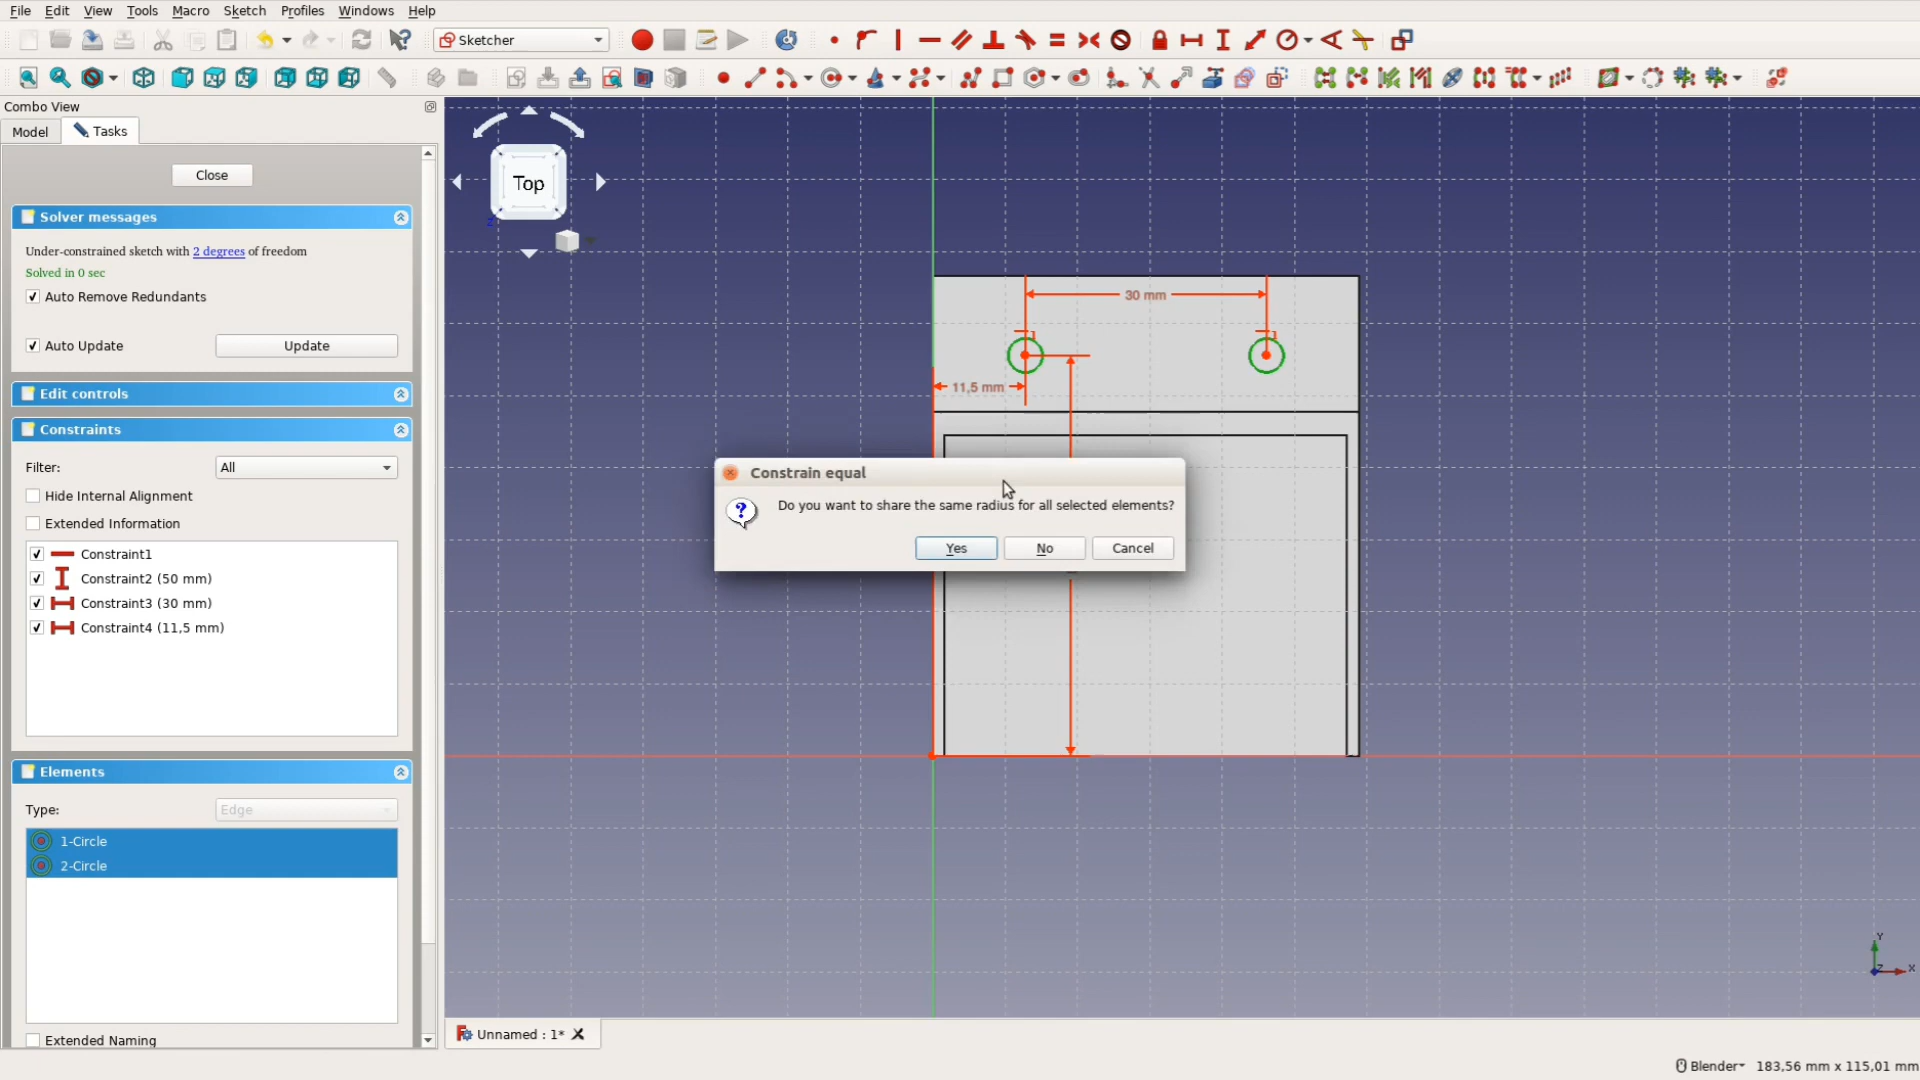 File Edit View Tools Macro Sketch Profiles Windows Help
Sketcher
Combo View
Model Tasks
Close
Solver messages
Under-constrained sketch with 2 degrees of freedom
Solved in 0 sec
Auto Remove Redundants
Auto Update Update
Edit controls
Constraints
Filter: All
Hide Internal Alignment
Extended Information
Constraint1
Constraint2 (50 mm)
Constraint3 (30 mm)
Constraint4 (11,5 mm)
Elements
Type: Edge
1-Circle
2-Circle
Extended Naming
Top
Z
30 mm
1
1
11,5 mm
Constrain equal
Do you want to share the same radius for all selected elements?
Yes No Cancel
Y
Z X
Unnamed : 1*
Blender 183,56 mm x 115,01 mm